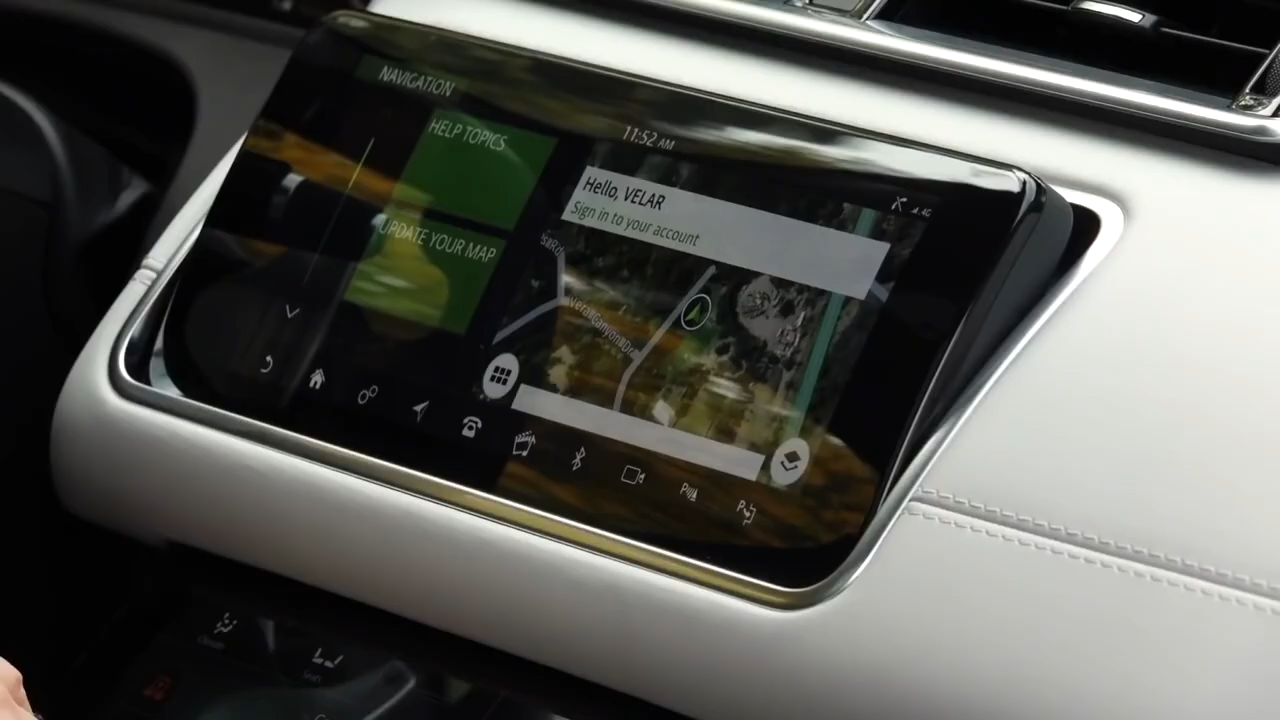 NAVIGATION
HELP TOPICS
UPDATE YOUR MAP
11:52 AM
Hello, VELAR
Sign in to your account